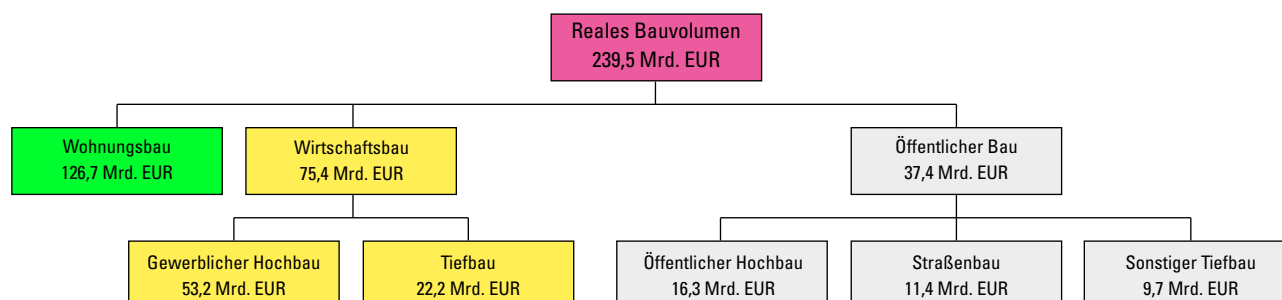 Reales Bauvolumen
239,5 Mrd. EUR
Wohnungsbau
126,7 Mrd. EUR
Wirtschaftsbau
75,4 Mrd. EUR
Öffentlicher Bau
37,4 Mrd. EUR
Gewerblicher Hochbau
53,2 Mrd. EUR
Tiefbau
22,2 Mrd. EUR
Öffentlicher Hochbau
16,3 Mrd. EUR
Straßenbau
11,4 Mrd. EUR
Sonstiger Tiefbau
9,7 Mrd. EUR